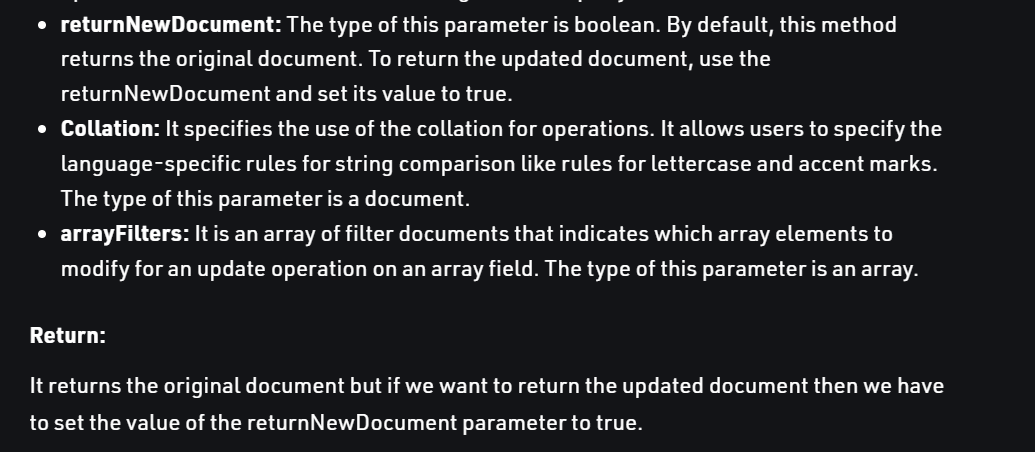 • returnNewDocument: The type of this parameter is boolean. By default, this method
returns the original document. To return the updated document, use the
returnNewDocument and set its value to true.
• Collation: It specifies the use of the collation for operations. It allows users to specify the
language-specific rules for string comparison like rules for lettercase and accent marks.
The type of this parameter is a document.
• arrayFilters: It is an array of filter documents that indicates which array elements to
modify for an update operation on an array field. The type of this parameter is an array.
Return:
It returns the original document but if we want to return the updated document then we have
to set the value of the returnNewDocument parameter to true.